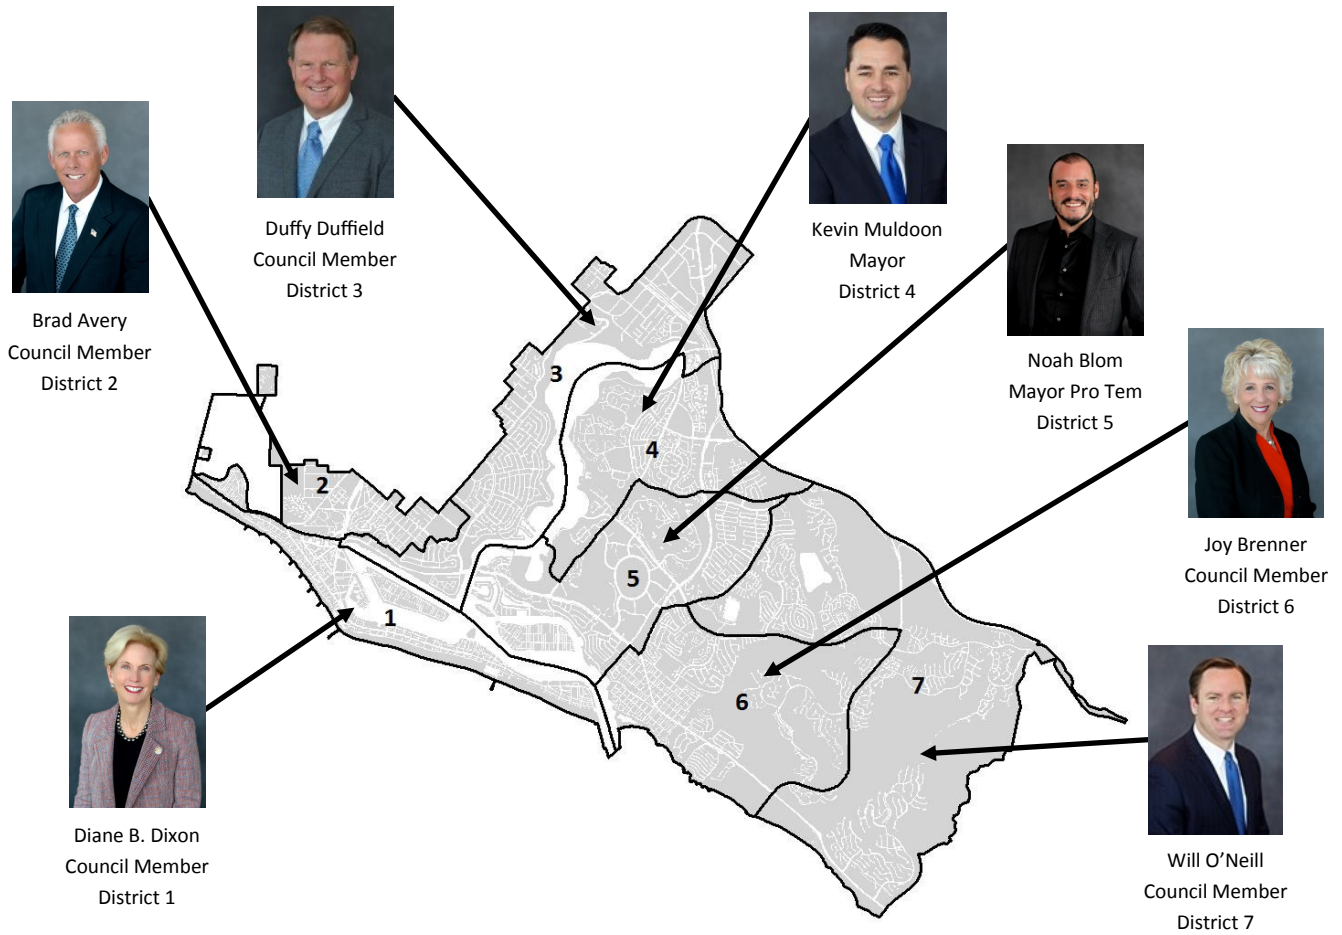 Duffy Duffield
Council Member
District 3
Kevin Muldoon
Mayor
District 4
Brad Avery
Council Member
District 2
Noah Blom
Mayor Pro Tem
District 5
Joy Brenner
Council Member
District 6
Diane B. Dixon
Council Member
District 1
Will O’Neill
Council Member
District 7
3
4
2
5
1
6
7